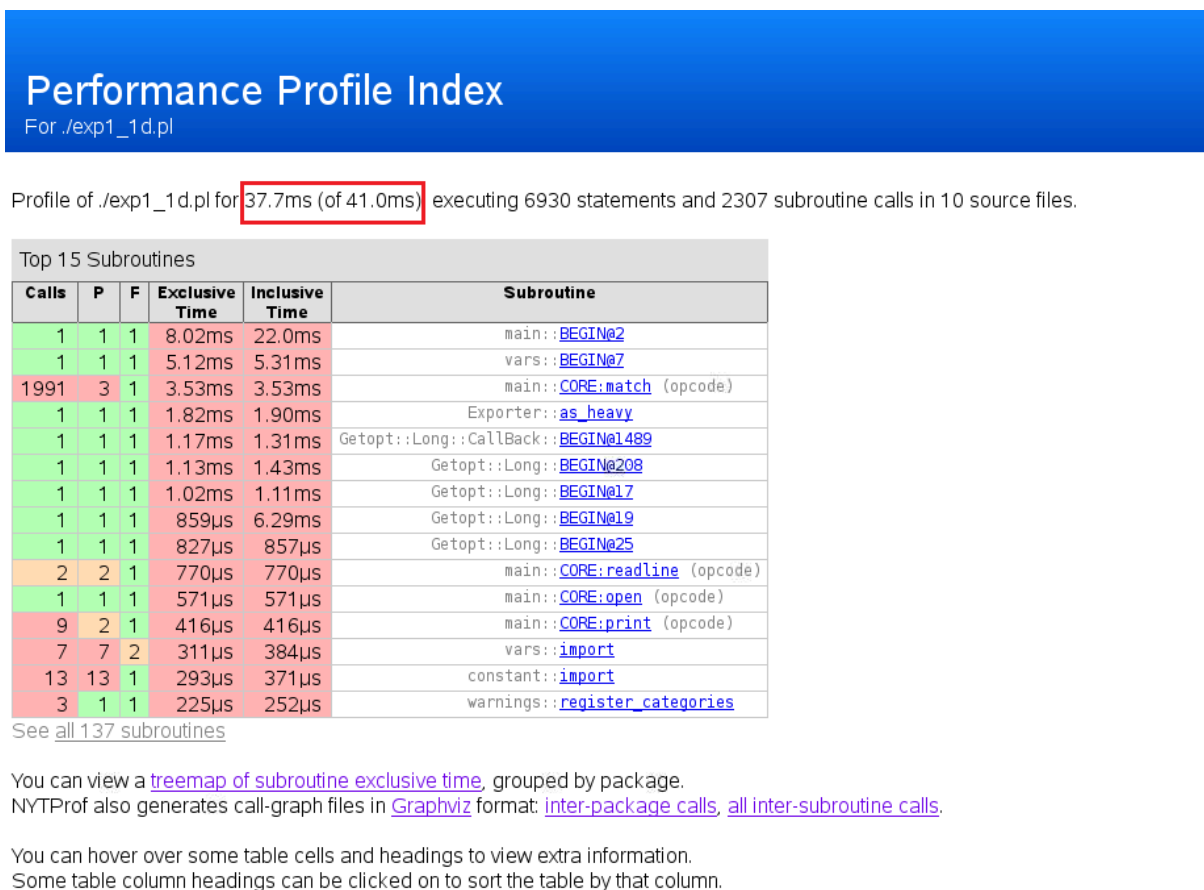 Performance Profile Index
For ./exp1_1d.pl
Profile of ./exp1_1d.pl for 37.7ms (of 41.0ms), executing 6930 statements and 2307 subroutine calls in 10 source files.
Top 15 Subroutines
Calls P F Exclusive Time Inclusive Time Subroutine
1 1 1 8.02ms 22.0ms main::BEGIN@2
1 1 1 5.12ms 5.31ms vars::BEGIN@7
1991 3 1 3.53ms 3.53ms main::CORE:match (opcode)
1 1 1 1.82ms 1.90ms Exporter::as_heavy
1 1 1 1.17ms 1.31ms Getopt::Long::CallBack::BEGIN@1489
1 1 1 1.13ms 1.43ms Getopt::Long::BEGIN@208
1 1 1 1.02ms 1.11ms Getopt::Long::BEGIN@17
1 1 1 859µs 6.29ms Getopt::Long::BEGIN@19
1 1 1 827µs 857µs Getopt::Long::BEGIN@25
2 2 1 770µs 770µs main::CORE:readline (opcode)
1 1 1 571µs 571µs main::CORE:open (opcode)
9 2 1 416µs 416µs main::CORE:print (opcode)
7 7 2 311µs 384µs vars::import
13 13 1 293µs 371µs constant::import
3 1 1 225µs 252µs warnings::register_categories
See all 137 subroutines
You can view a treemap of subroutine exclusive time, grouped by package.
NYTProf also generates call-graph files in Graphviz format: inter-package calls, all inter-subroutine calls.
You can hover over some table cells and headings to view extra information.
Some table column headings can be clicked on to sort the table by that column.